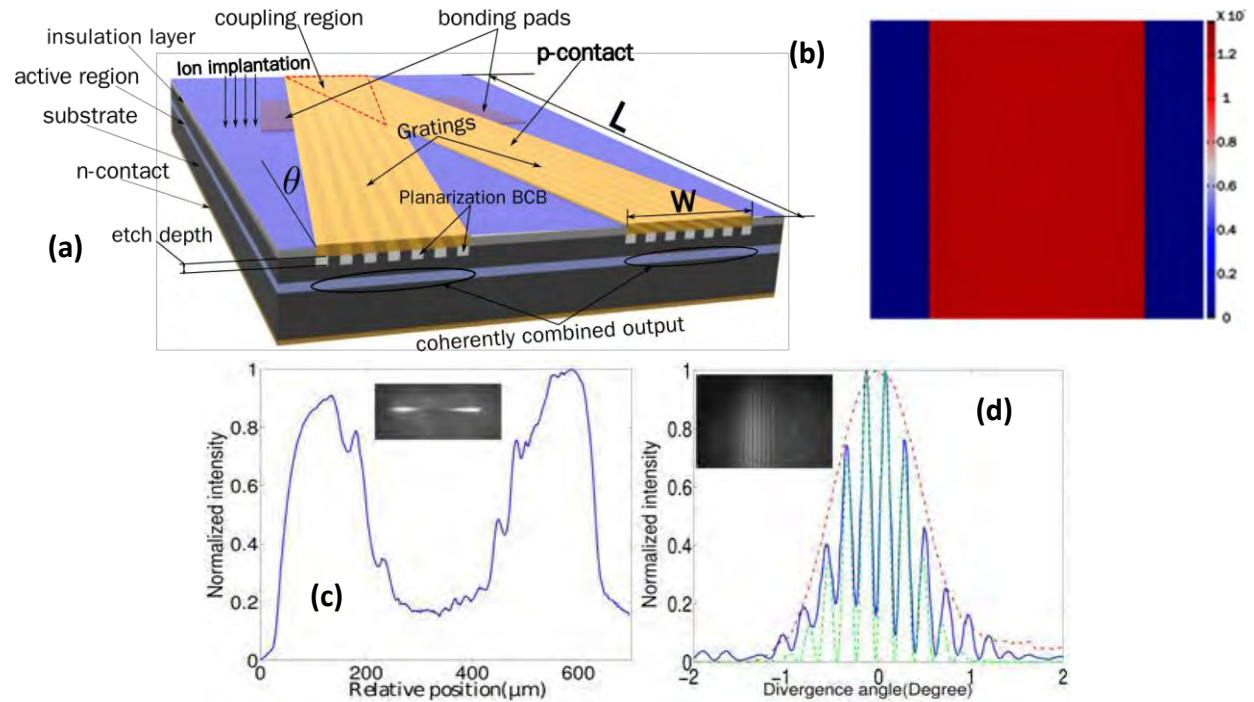 coupling region
bonding pads
insulation layer
Ion implantation
p-contact
(b)
X 10
active region
substrate
L
Gratings
n-contact
θ
Planarization BCB
W
(a)
etch depth
coherently combined output
1.2
1
0.8
0.6
0.4
0.2
0
Normalized intensity
1
0.8
0.6
0.4
0.2
0
(c)
0 200 400 600
Relative position(μm)
Normalized intensity
1
0.8
0.6
0.4
0.2
0
(d)
-2 -1 0 1 2
Divergence angle(Degree)